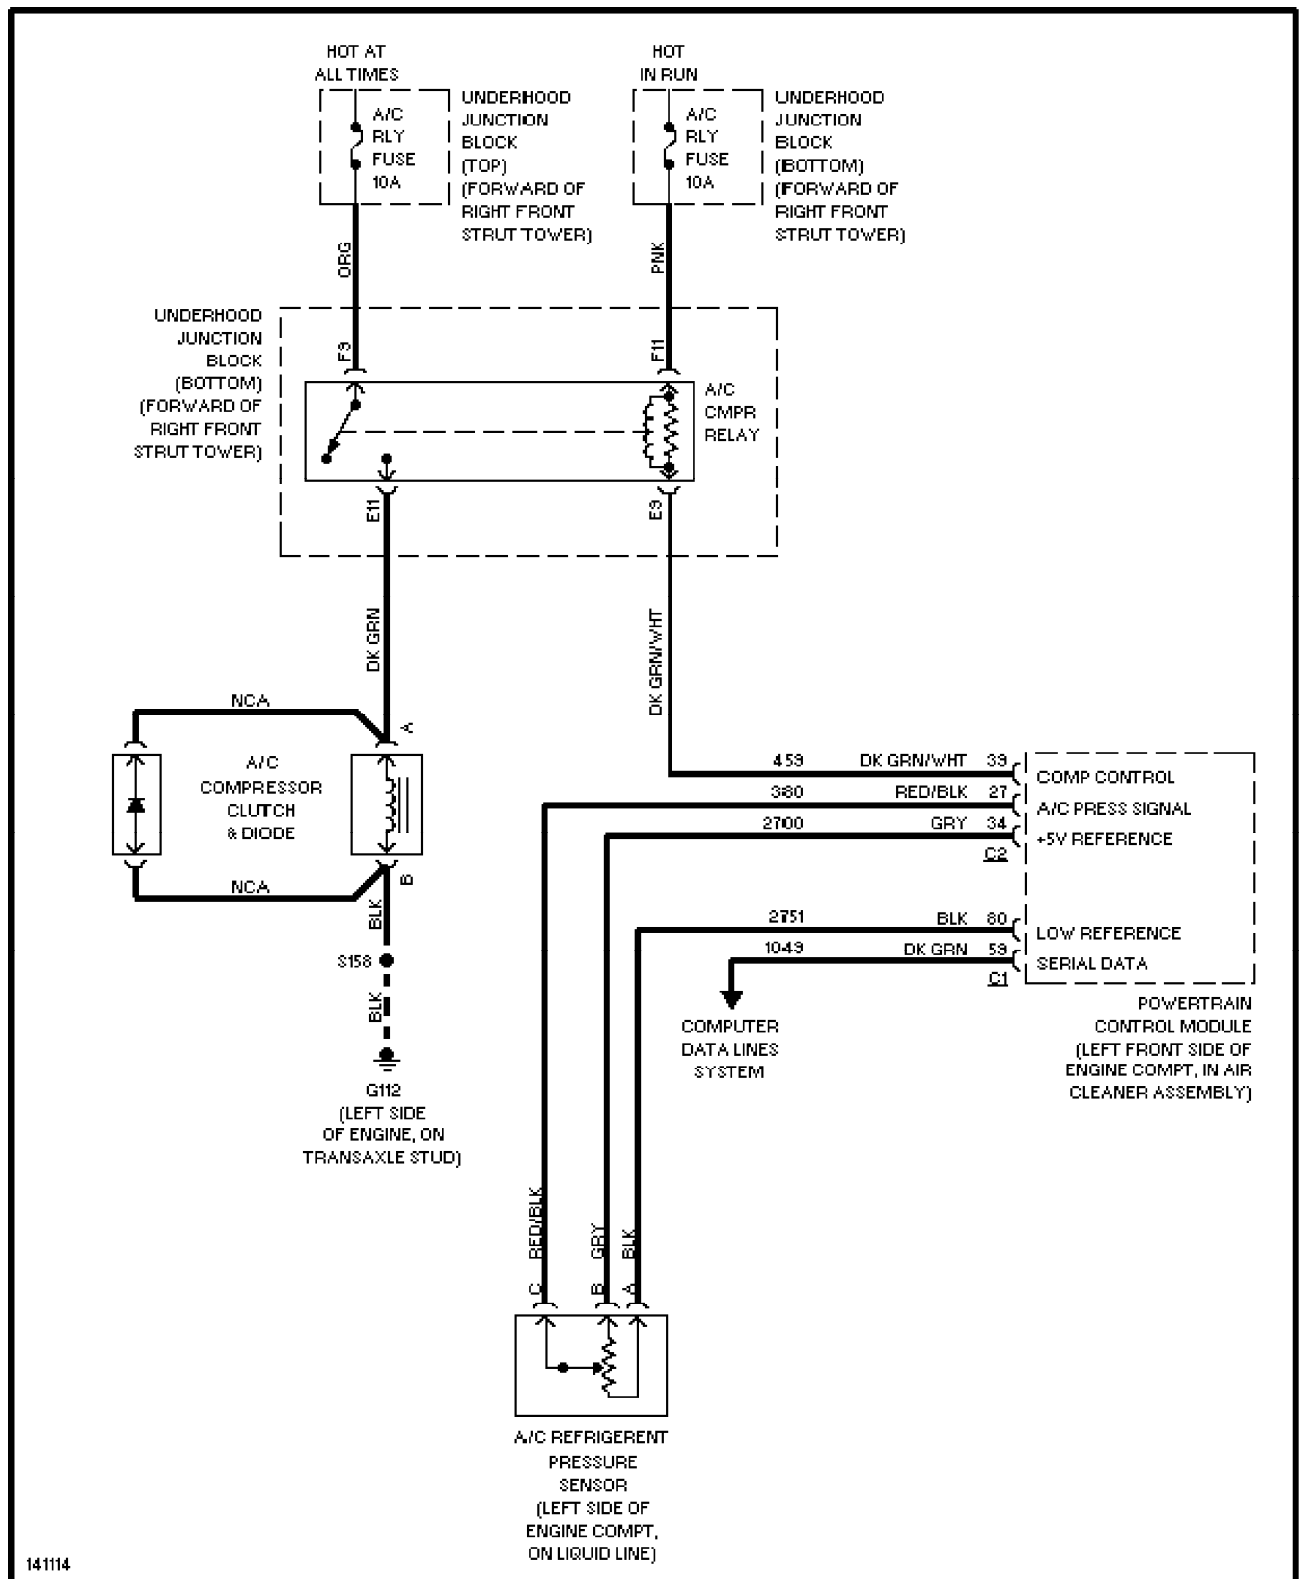 HOT AT
ALL TIMES
HOT
IN RUN
A/C
RLY
FUSE
10A
UNDERHOOD
JUNCTION
BLOCK
(TOP)
(FORWARD OF
RIGHT FRONT
STRUT TOWER)
A/C
RLY
FUSE
10A
UNDERHOOD
JUNCTION
BLOCK
(BOTTOM)
(FORWARD OF
RIGHT FRONT
STRUT TOWER)
ORG
PNK
UNDERHOOD
JUNCTION
BLOCK
(BOTTOM)
(FORWARD OF
RIGHT FRONT
STRUT TOWER)
F9
F11
A/C
CMPR
RELAY
E11
E9
DK GRN
DK GRN/WHT
NCA
A
A/C
COMPRESSOR
CLUTCH
& DIODE
NCA
B
BLK
S158
BLK
G112
(LEFT SIDE
OF ENGINE, ON
TRANSAXLE STUD)
459 DK GRN/WHT 39 COMP CONTROL
380 RED/BLK 27 A/C PRESS SIGNAL
2700 GRY 34 +5V REFERENCE
C2
2751 BLK 80 LOW REFERENCE
1049 DK GRN 59 SERIAL DATA
C1
COMPUTER
DATA LINES
SYSTEM
POWERTRAIN
CONTROL MODULE
(LEFT FRONT SIDE OF
ENGINE COMPT, IN AIR
CLEANER ASSEMBLY)
RED/BLK
GRY
BLK
C
B
A
A/C REFRIGERENT
PRESSURE
SENSOR
(LEFT SIDE OF
ENGINE COMPT,
ON LIQUID LINE)
141114